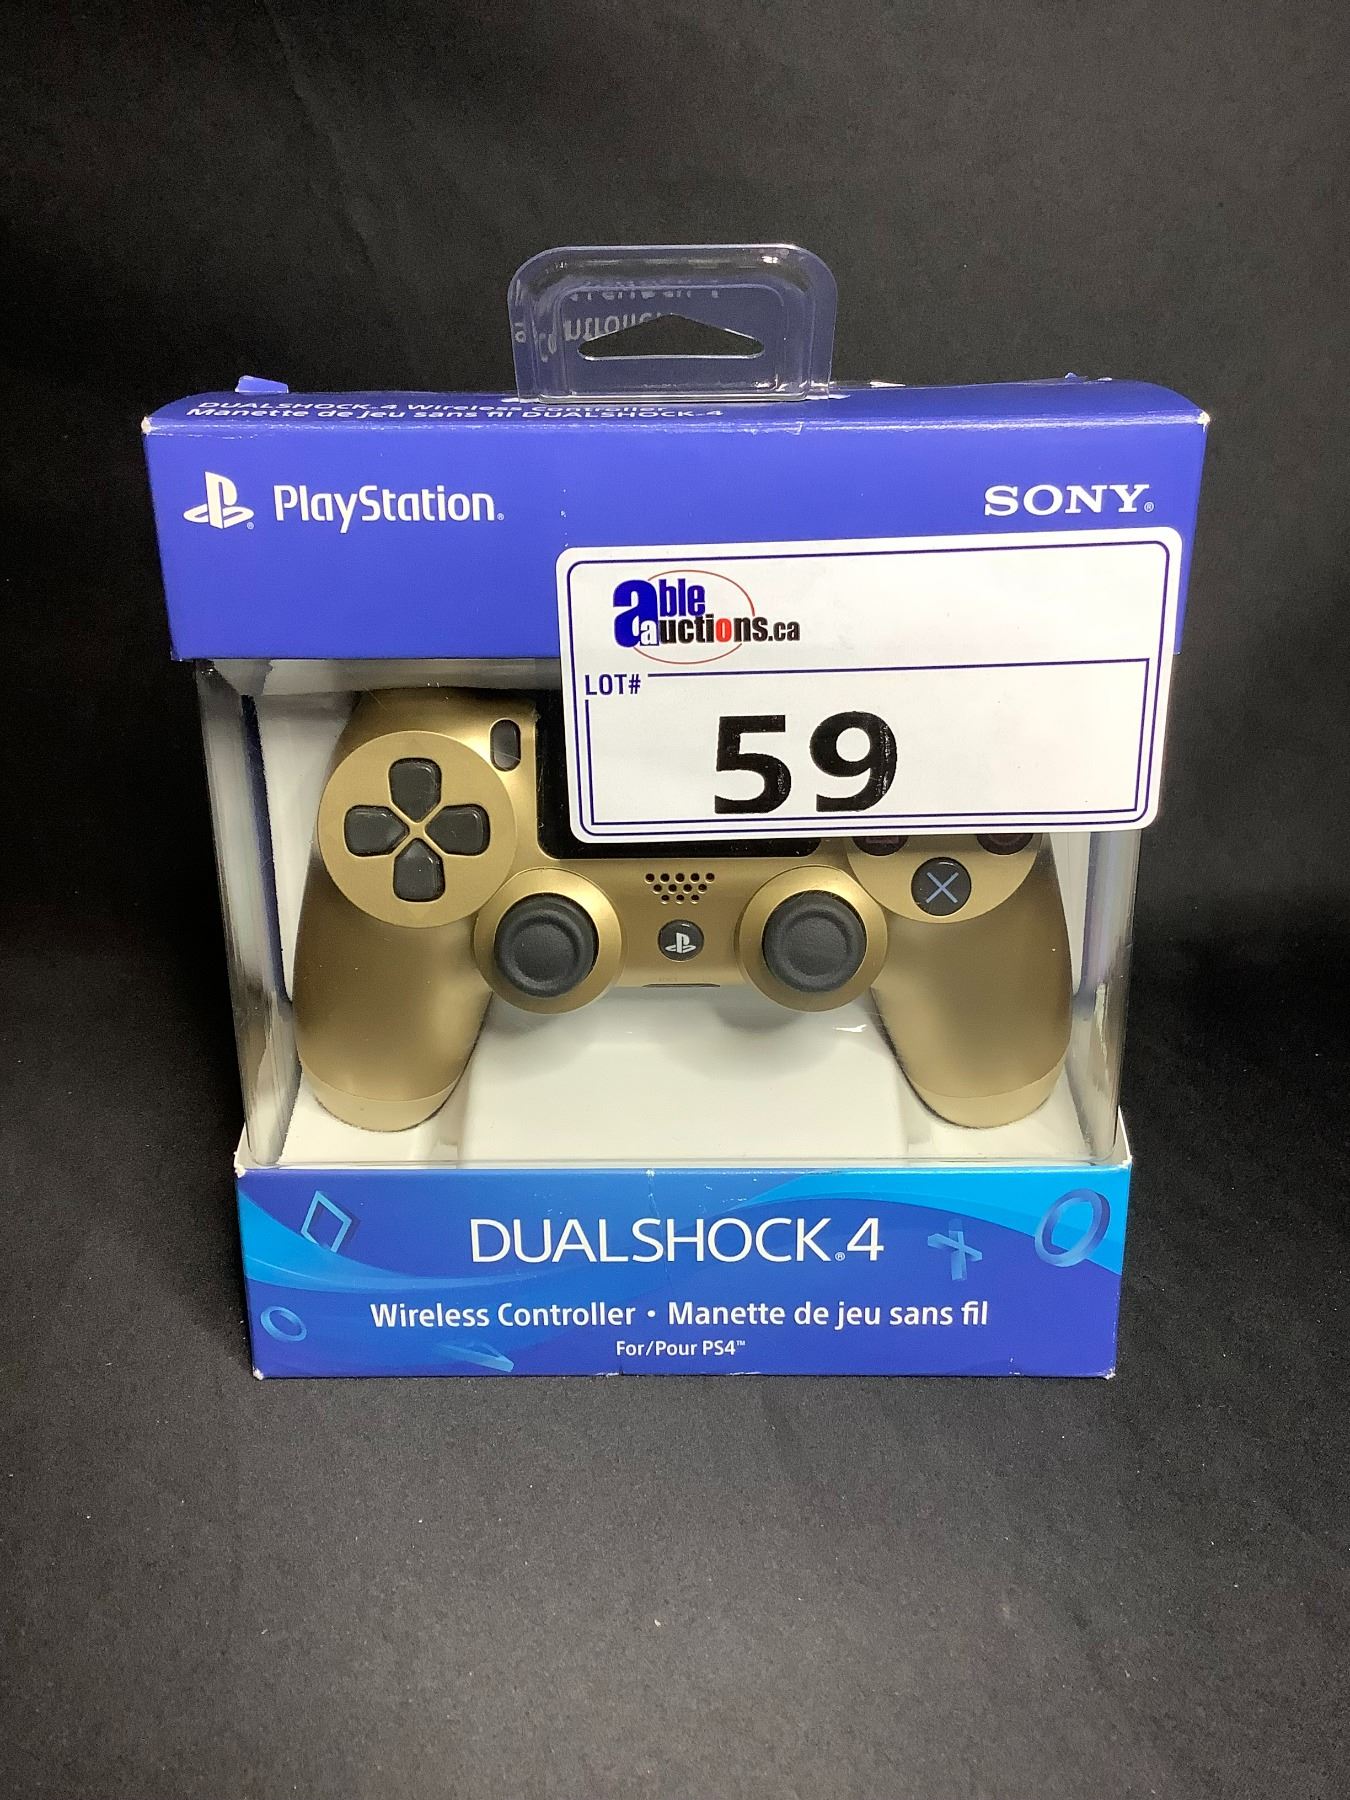 DUALSHOCK®4 Wireless Controller
Manette de jeu sans fil DUALSHOCK®4
PlayStation®
SONY®
able
auctions.ca
LOT#
59
DUALSHOCK®4
Wireless Controller • Manette de jeu sans fil
For/Pour PS4™